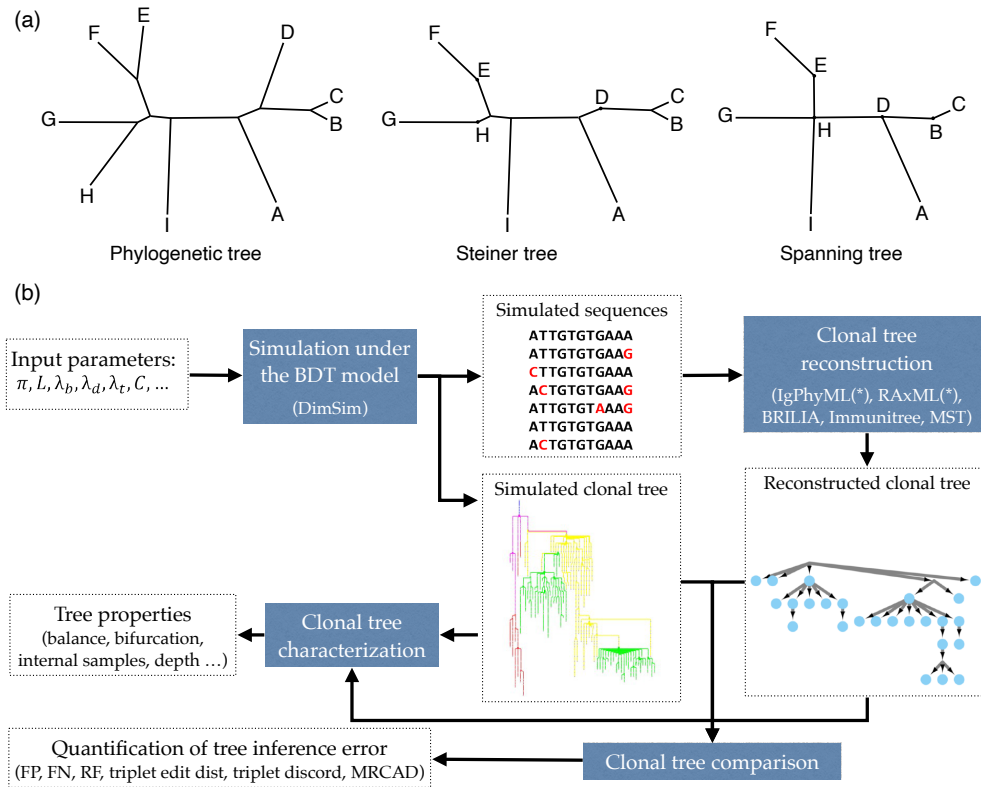 (a)
E
F
D
G
C
B
H
I
A
Phylogenetic tree
F
E
G
H
D
C
B
I
A
Steiner tree
F
E
G
H
D
C
B
I
A
Spanning tree
(b)
Input parameters:
π, L, λb, λd, λt, C, ...
Simulation under
the BDT model
(DimSim)
Simulated sequences
ATTGTGTGAAA
ATTGTGTGAAG
CTTGTGTGAAA
ACTGTGTGAAG
ATTGTGTAAAG
ATTGTGTGAAA
ACTGTGTGAAA
Clonal tree
reconstruction
(IgPhyML(*), RAxML(*),
BRILIA, Immunitree, MST)
Simulated clonal tree
Reconstructed clonal tree
Tree properties
(balance, bifurcation,
internal samples, depth ...)
Clonal tree
characterization
Quantification of tree inference error
(FP, FN, RF, triplet edit dist, triplet discord, MRCAD)
Clonal tree comparison